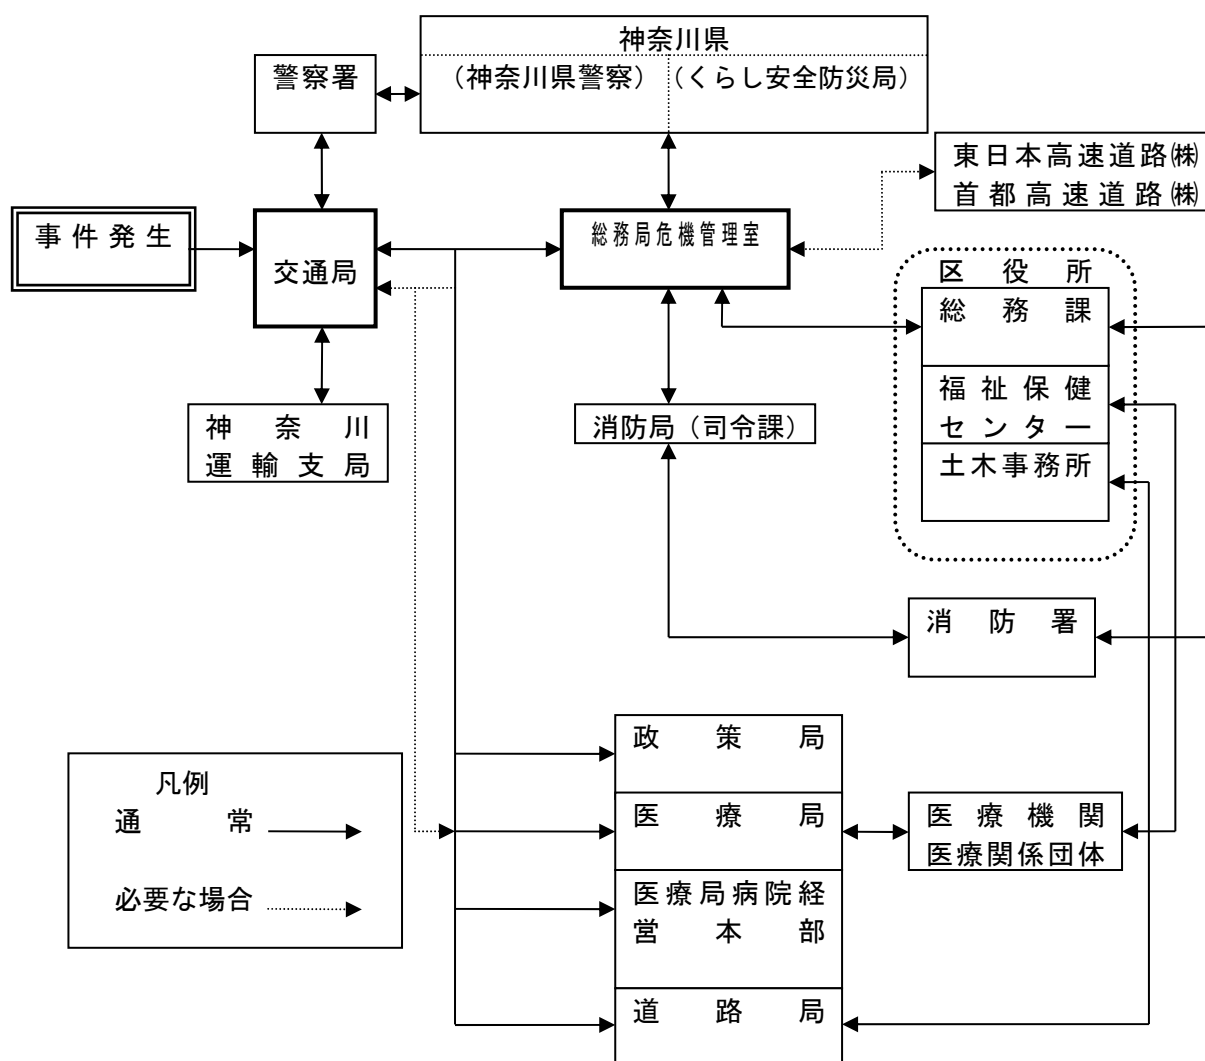 神奈川県
（神奈川県警察）
（くらし安全防災局）
警察署
東日本高速道路㈱
首都高速道路㈱
事件発生
交通局
総務局危機管理室
区役所
総務課
福祉保健
センター
土木事務所
神奈川
運輸支局
消防局（司令課）
消防署
政策局
医療局
医療機関
医療関係団体
医療局病院経
営本部
道路局
凡例
通常
必要な場合